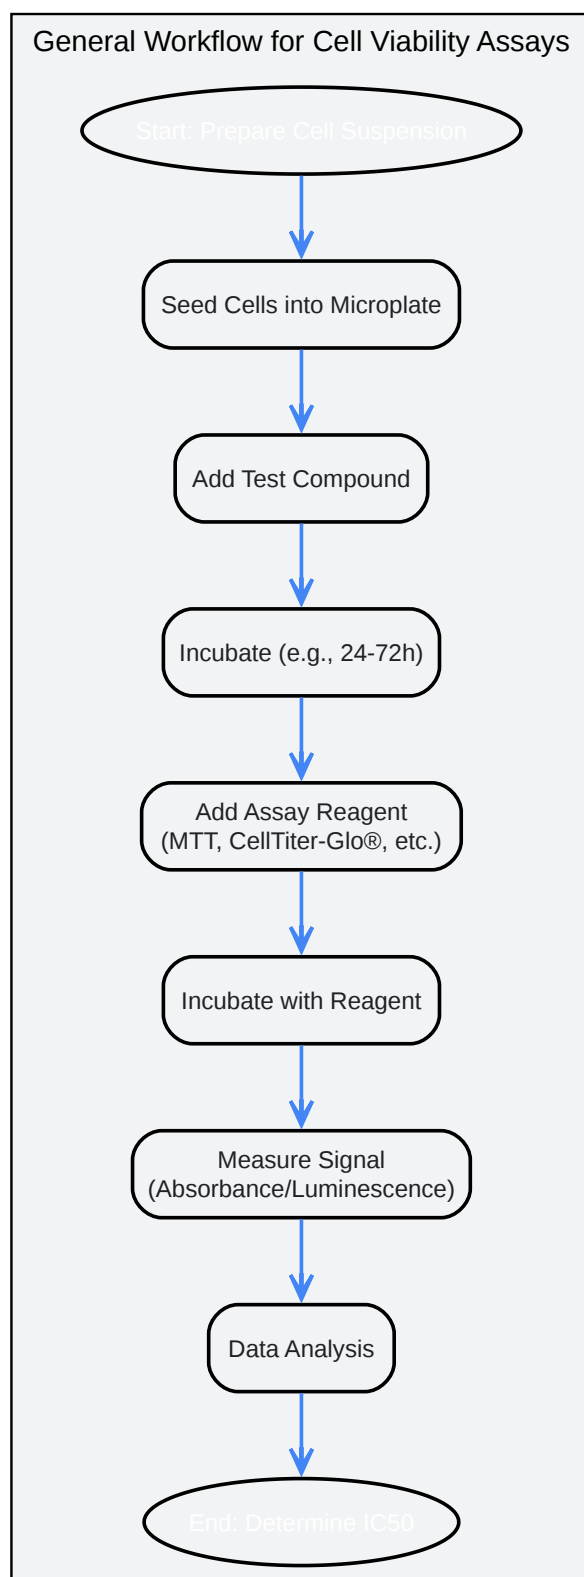 General Workflow for Cell Viability Assays
Start: Prepare Cell Suspension
Seed Cells into Microplate
Add Test Compound
Incubate (e.g., 24-72h)
Add Assay Reagent
(MTT, CellTiter-Glo®, etc.)
Incubate with Reagent
Measure Signal
(Absorbance/Luminescence)
Data Analysis
End: Determine IC50